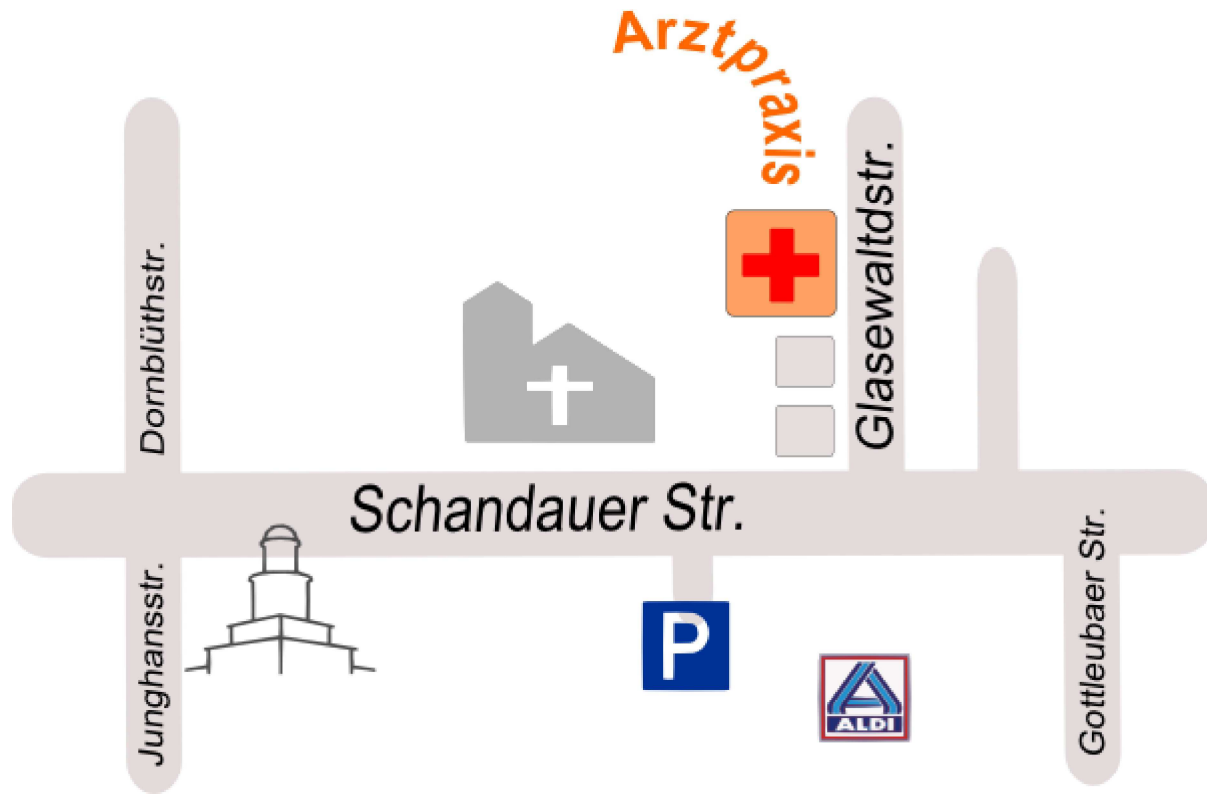 Arztpraxis
Glasewaltdstr.
Dornblüthstr.
Schandauer Str.
Junghansstr.
Gottleubaer Str.
P
ALDI